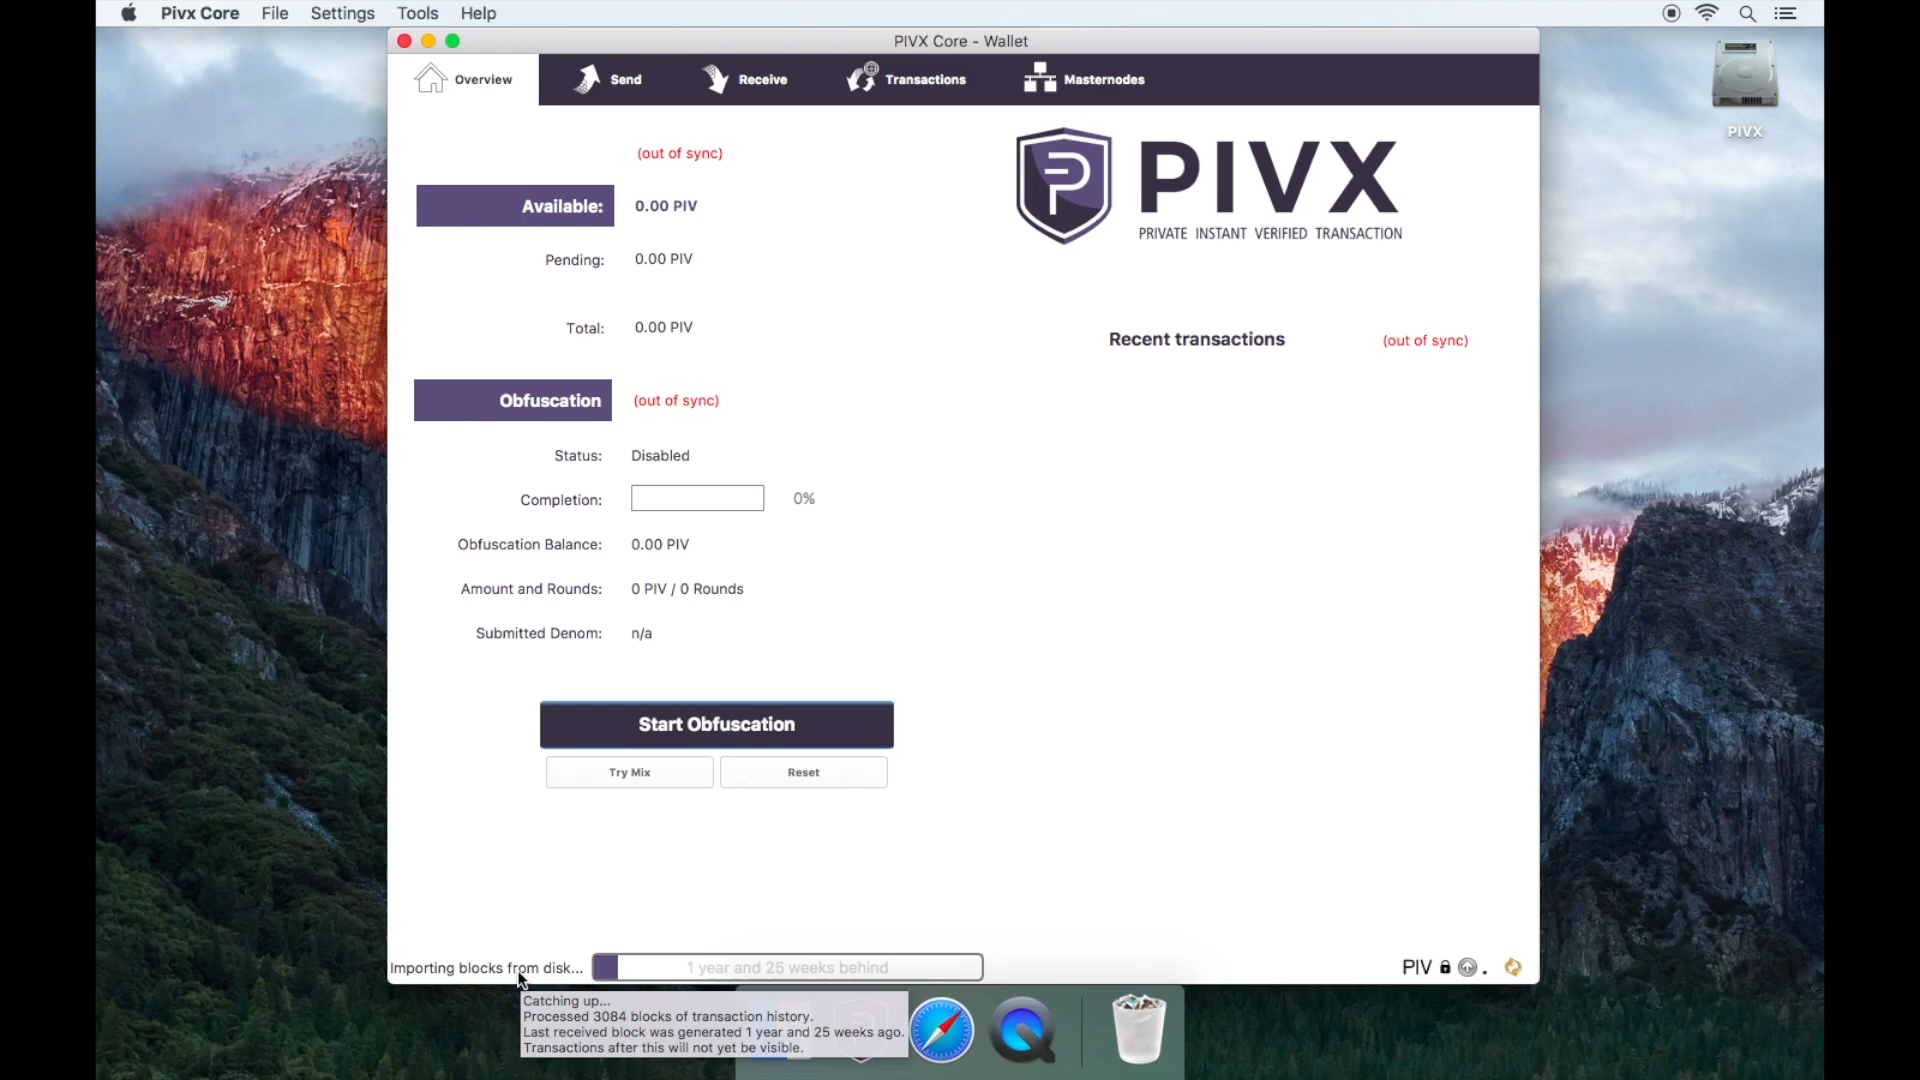 Pivx Core File Settings Tools Help
PIVX Core - Wallet
Overview Send Receive Transactions Masternodes
PIVX
(out of sync)
PIVX
PRIVATE INSTANT VERIFIED TRANSACTION
Available: 0.00 PIV
Pending: 0.00 PIV
Total: 0.00 PIV
Recent transactions (out of sync)
Obfuscation (out of sync)
Status: Disabled
Completion: 0%
Obfuscation Balance: 0.00 PIV
Amount and Rounds: 0 PIV / 0 Rounds
Submitted Denom: n/a
Start Obfuscation
Try Mix Reset
Importing blocks from disk... 1 year and 25 weeks behind PIV
Catching up...
Processed 3084 blocks of transaction history.
Last received block was generated 1 year and 25 weeks ago.
Transactions after this will not yet be visible.